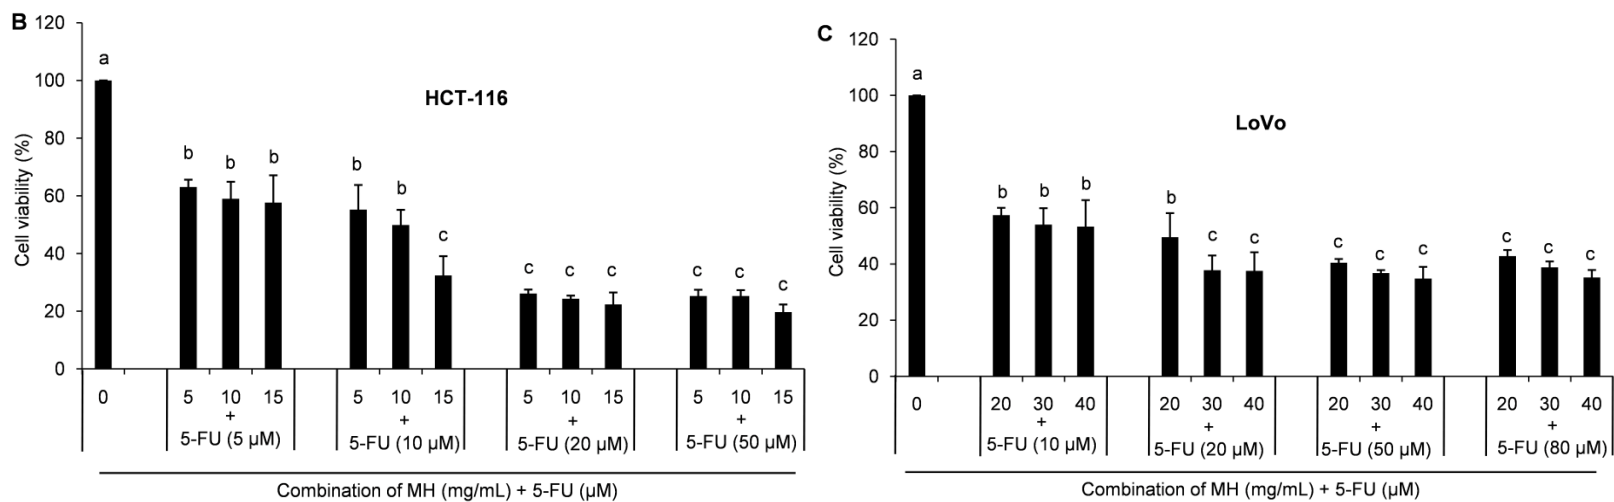 B
120
100
80
60
40
20
0
Cell viability (%)
HCT-116
a
b b b
b b c
c c c
c c c
0 5 10 15 5 10 15 5 10 15 5 10 15
+ + + +
5-FU (5 µM) 5-FU (10 µM) 5-FU (20 µM) 5-FU (50 µM)
Combination of MH (mg/mL) + 5-FU (µM)
C
120
100
80
60
40
20
0
Cell viability (%)
LoVo
a
b b b
b c c
c c c
c c c
0 20 30 40 20 30 40 20 30 40 20 30 40
+ + + +
5-FU (10 µM) 5-FU (20 µM) 5-FU (50 µM) 5-FU (80 µM)
Combination of MH (mg/mL) + 5-FU (µM)